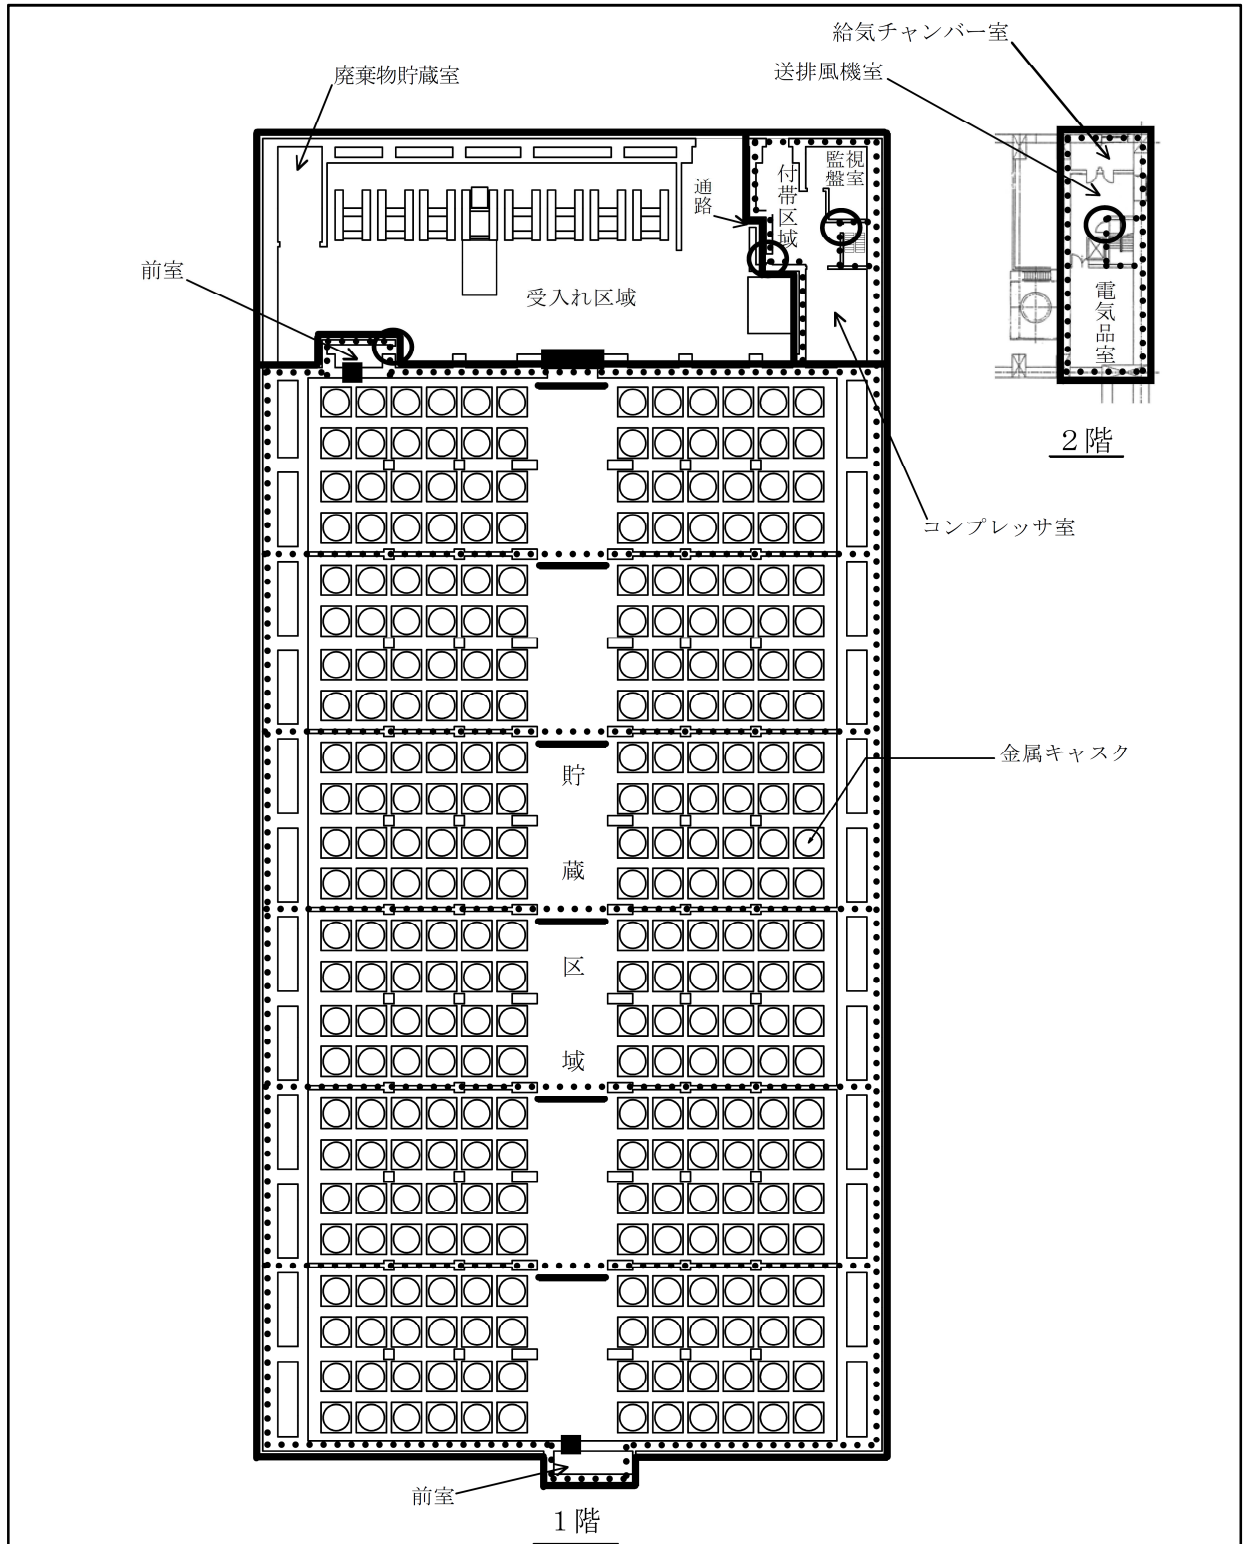 給気チャンバー室
送排風機室
廃棄物貯蔵室
監視
盤室
付帯区域
通路
前室
受入れ区域
電気品室
2階
コンプレッサ室
金属キャスク
貯蔵区域
前室
1階